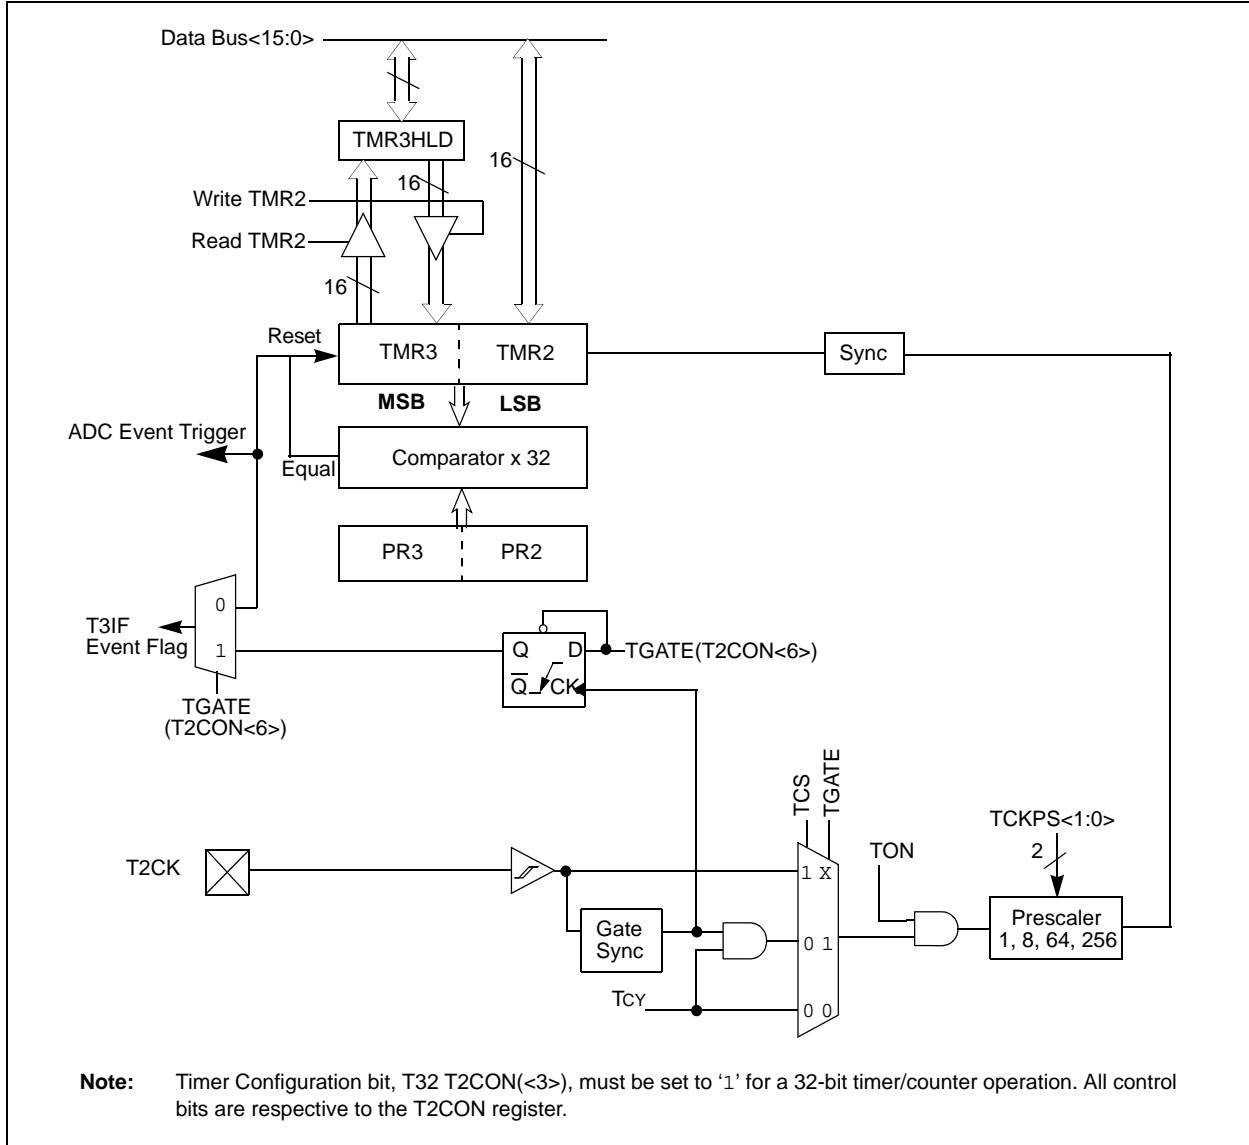 Data Bus<15:0>
TMR3HLD
16
16
Write TMR2
Read TMR2
16
Reset
TMR3
TMR2
Sync
MSB
LSB
ADC Event Trigger
Equal
Comparator x 32
PR3
PR2
0
T3IF
Event Flag
1
Q
D
TGATE(T2CON<6>)
Q
CK
TGATE
(T2CON<6>)
TCS
TGATE
TCKPS<1:0>
2
TON
T2CK
1 X
Gate
Sync
0 1
Prescaler
1, 8, 64, 256
TCY
0 0
Note: Timer Configuration bit, T32 T2CON(<3>), must be set to ‘1’ for a 32-bit timer/counter operation. All control
bits are respective to the T2CON register.